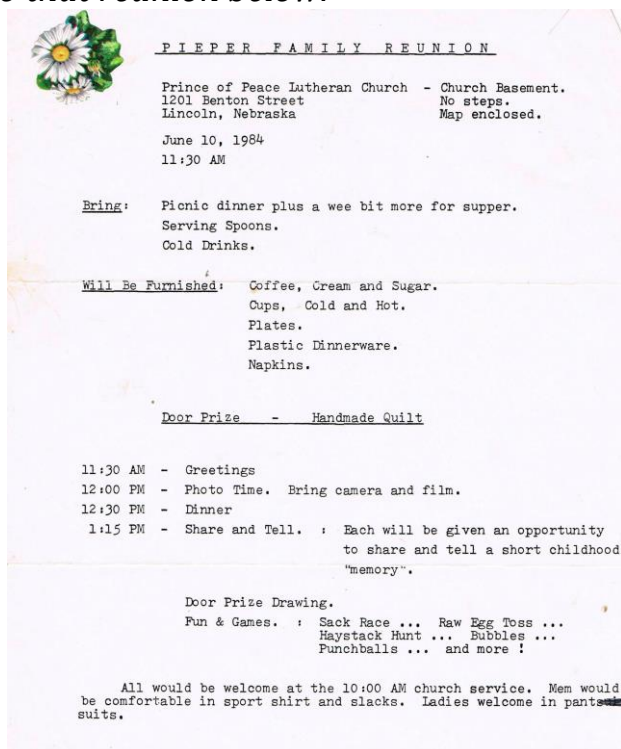 that reunion below.
P I E P E R   F A M I L Y   R E U N I O N
Prince of Peace Lutheran Church - Church Basement.
1201 Benton Street No steps.
Lincoln, Nebraska Map enclosed.
June 10, 1984
11:30 AM
Bring: Picnic dinner plus a wee bit more for supper.
Serving Spoons.
Cold Drinks.
Will Be Furnished: Coffee, Cream and Sugar.
Cups, Cold and Hot.
Plates.
Plastic Dinnerware.
Napkins.
Door Prize - Handmade Quilt
11:30 AM - Greetings
12:00 PM - Photo Time. Bring camera and film.
12:30 PM - Dinner
1:15 PM - Share and Tell. : Each will be given an opportunity
to share and tell a short childhood
"memory".
Door Prize Drawing.
Fun & Games. : Sack Race ... Raw Egg Toss ...
Haystack Hunt ... Bubbles ...
Punchballs ... and more !
All would be welcome at the 10:00 AM church service. Mem would
be comfortable in sport shirt and slacks. Ladies welcome in pants
suits.